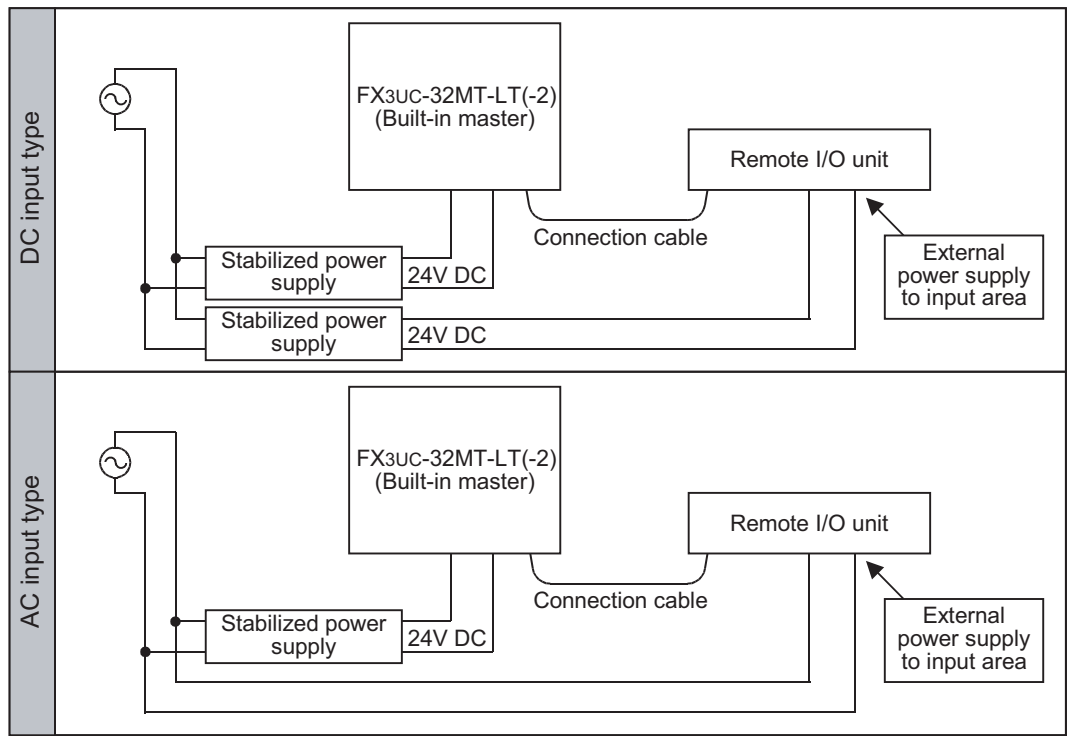 DC input type
FX3UC-32MT-LT(-2)
(Built-in master)
Remote I/O unit
Connection cable
External
power supply
to input area
Stabilized power
supply
24V DC
Stabilized power
supply
24V DC
AC input type
FX3UC-32MT-LT(-2)
(Built-in master)
Remote I/O unit
Connection cable
External
power supply
to input area
Stabilized power
supply
24V DC